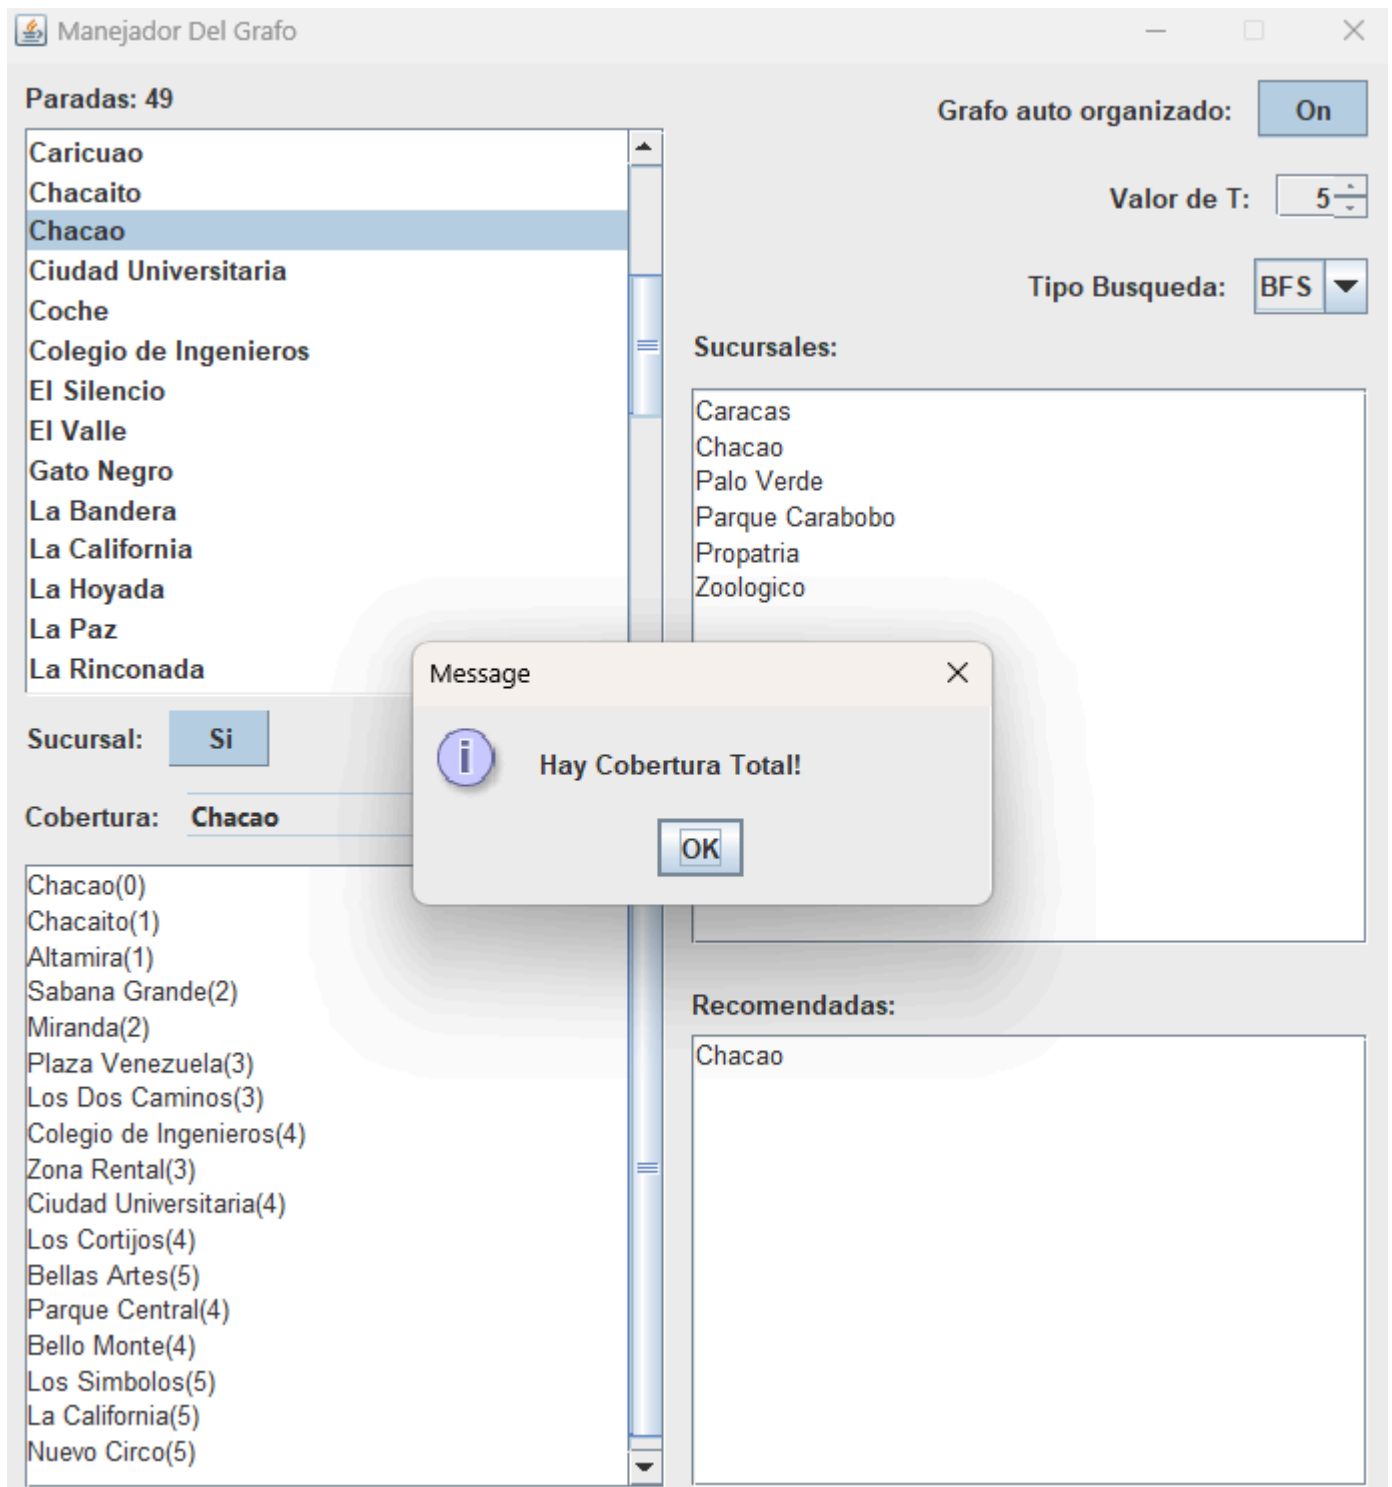 Manejador Del Grafo
Paradas: 49
Grafo auto organizado: On
Caricuao
Chacaito
Chacao
Ciudad Universitaria
Coche
Colegio de Ingenieros
El Silencio
El Valle
Gato Negro
La Bandera
La California
La Hoyada
La Paz
La Rinconada
Valor de T: 5
Tipo Busqueda: BFS
Sucursales:
Caracas
Chacao
Palo Verde
Parque Carabobo
Propatria
Zoologico
Message
Hay Cobertura Total!
OK
Sucursal: Si
Cobertura: Chacao
Chacao(0)
Chacaito(1)
Altamira(1)
Sabana Grande(2)
Miranda(2)
Plaza Venezuela(3)
Los Dos Caminos(3)
Colegio de Ingenieros(4)
Zona Rental(3)
Ciudad Universitaria(4)
Los Cortijos(4)
Bellas Artes(5)
Parque Central(4)
Bello Monte(4)
Los Simbolos(5)
La California(5)
Nuevo Circo(5)
Recomendadas:
Chacao